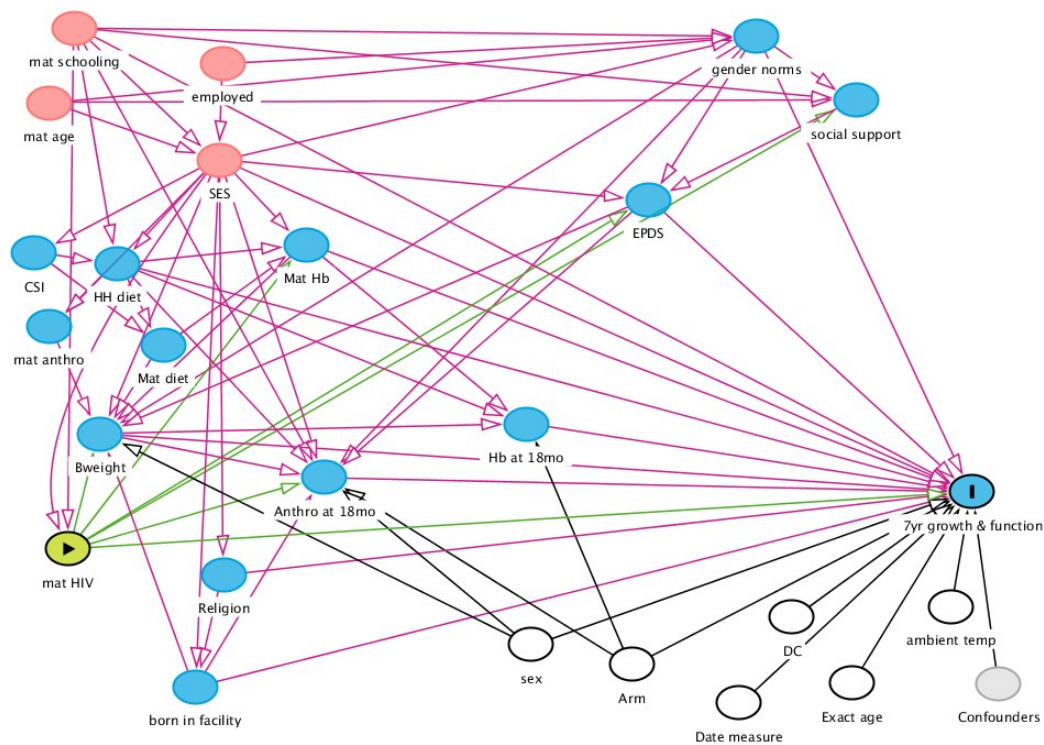 mat schooling
gender norms
employed
mat age
social support
SES
EPDS
Mat Hb
CSI
HH diet
mat anthro
Mat diet
Hb at 18mo
Bweight
Anthro at 18mo
7yr growth & function
mat HIV
Religion
ambient temp
DC
sex
Arm
born in facility
Exact age
Confounders
Date measure